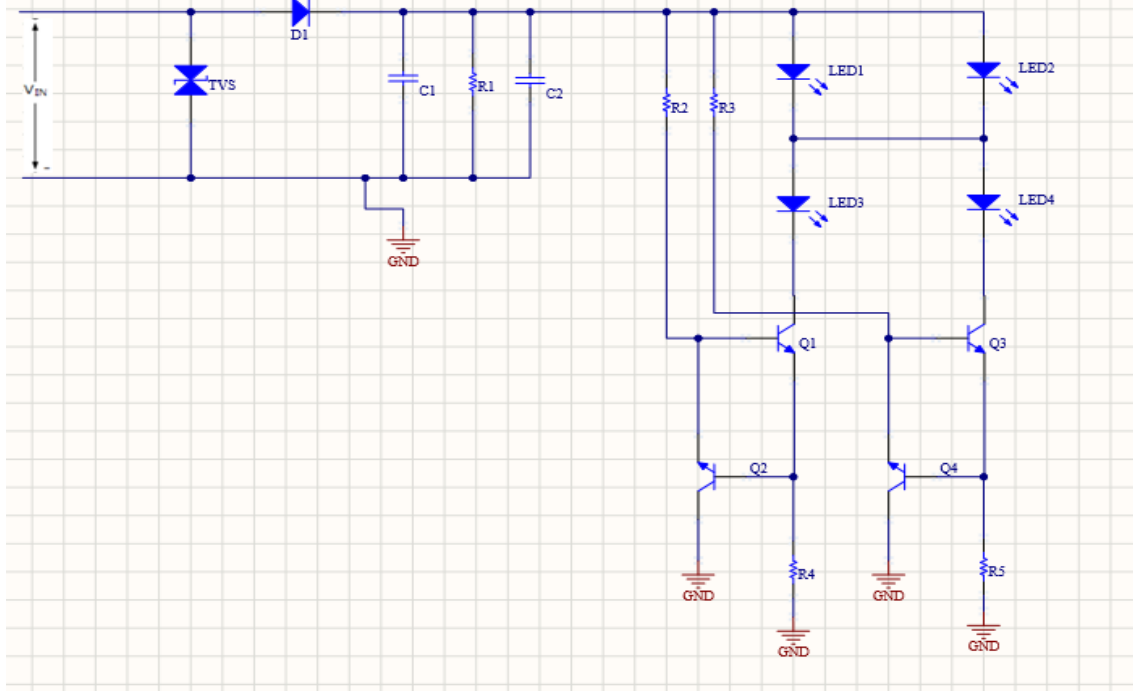 D1
TVS
VIN
-
C1
R1
C2
R2
R3
LED1
LED2
LED3
LED4
GND
Q1
Q3
Q2
Q4
R4
R5
GND
GND
GND
GND